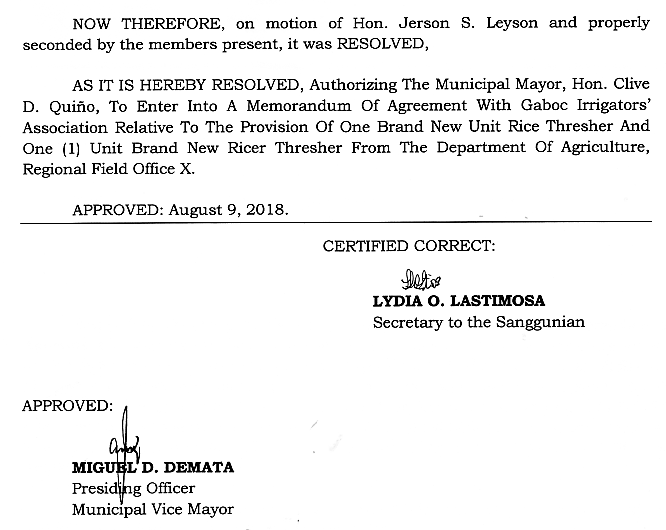 NOW THEREFORE, on motion of Hon. Jerson S. Leyson and properly
seconded by the members present, it was RESOLVED,
AS IT IS HEREBY RESOLVED, Authorizing The Municipal Mayor, Hon. Clive
D. Quiño, To Enter Into A Memorandum Of Agreement With Gaboc Irrigators'
Association Relative To The Provision Of One Brand New Unit Rice Thresher And
One (1) Unit Brand New Ricer Thresher From The Department Of Agriculture,
Regional Field Office X.
APPROVED: August 9, 2018.
CERTIFIED CORRECT:
LYDIA O. LASTIMOSA
Secretary to the Sanggunian
APPROVED:
MIGUEL D. DEMATA
Presiding Officer
Municipal Vice Mayor